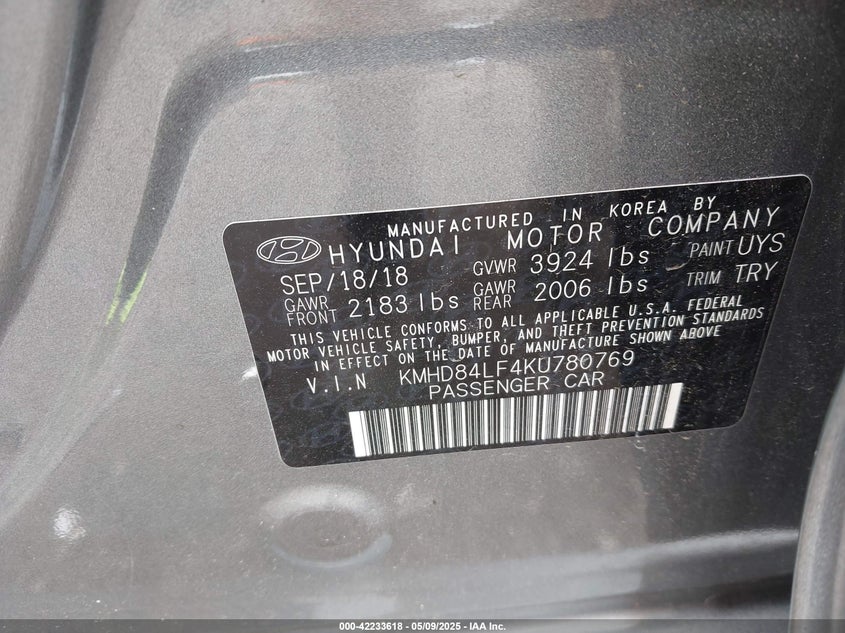 MANUFACTURED IN KOREA BY
HYUNDAI MOTOR COMPANY
SEP/18/18 GVWR 3924 lbs PAINT UYS
GAWR FRONT 2183 lbs GAWR REAR 2006 lbs TRIM TRY
THIS VEHICLE CONFORMS TO ALL APPLICABLE U.S.A. FEDERAL
MOTOR VEHICLE SAFETY, BUMPER, AND THEFT PREVENTION STANDARDS
IN EFFECT ON THE DATE OF MANUFACTURE SHOWN ABOVE
V.I.N KMHD84LF4KU780769
PASSENGER CAR
000-42233618 - 05/09/2025 - IAA Inc.